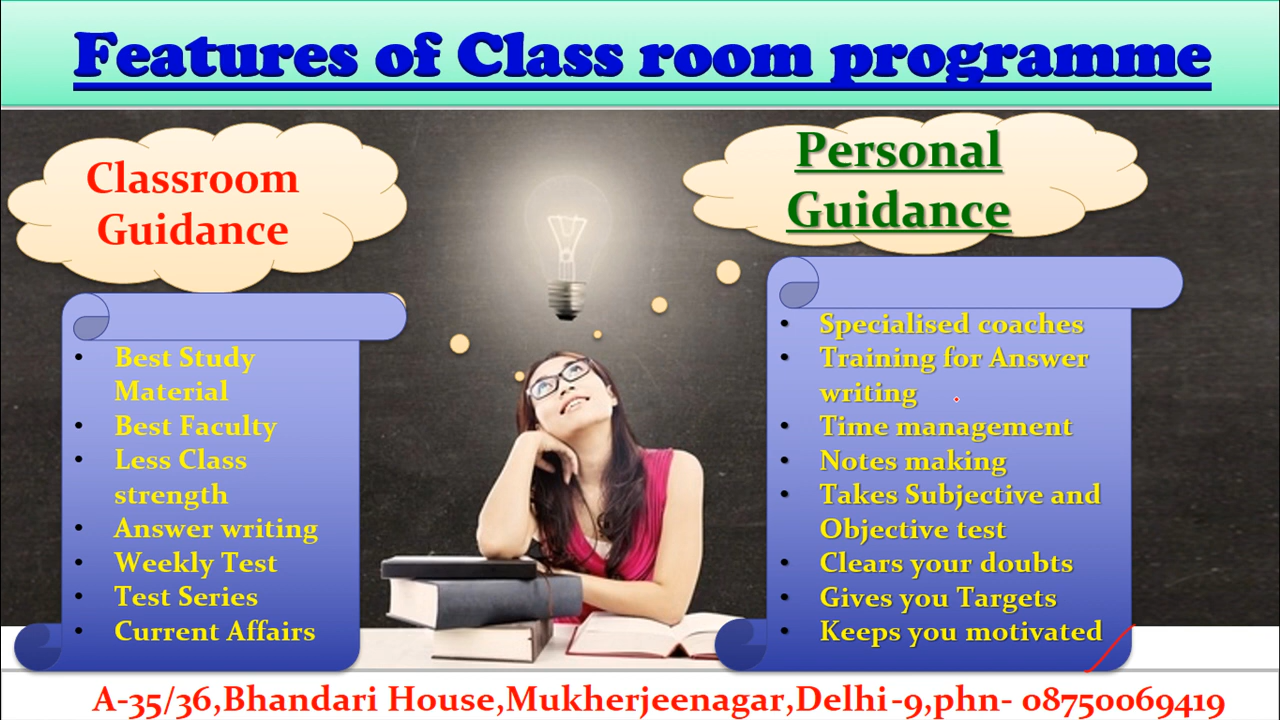 Features of Class room programme
Classroom
Guidance
Best Study
Material
Best Faculty
Less Class
strength
Answer writing
Weekly Test
Test Series
Current Affairs
Personal
Guidance
Specialised coaches
Training for Answer
writing
Time management
Notes making
Takes Subjective and
Objective test
Clears your doubts
Gives you Targets
Keeps you motivated
A-35/36,Bhandari House,Mukherjeenagar,Delhi-9,phn- 08750069419